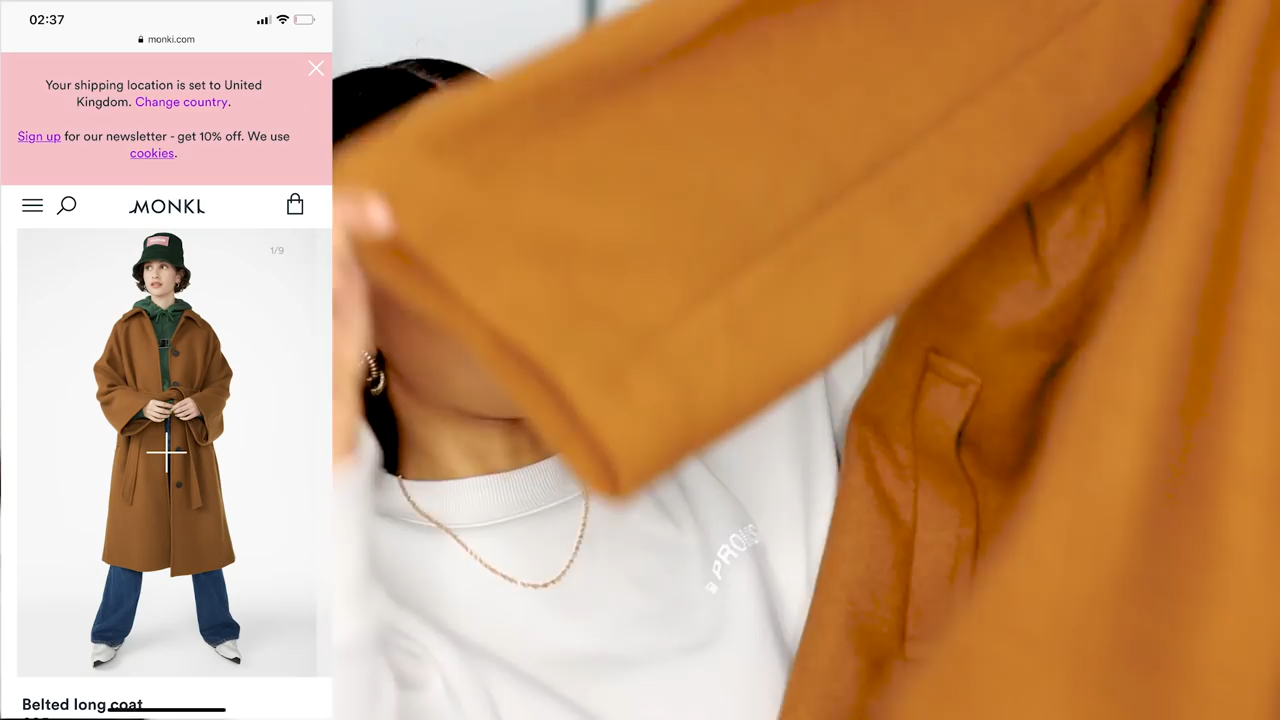 02:37
monki.com
Your shipping location is set to United
Kingdom. Change country.
Sign up for our newsletter - get 10% off. We use
cookies.
MONKI
1/9
Belted long coat
PRO